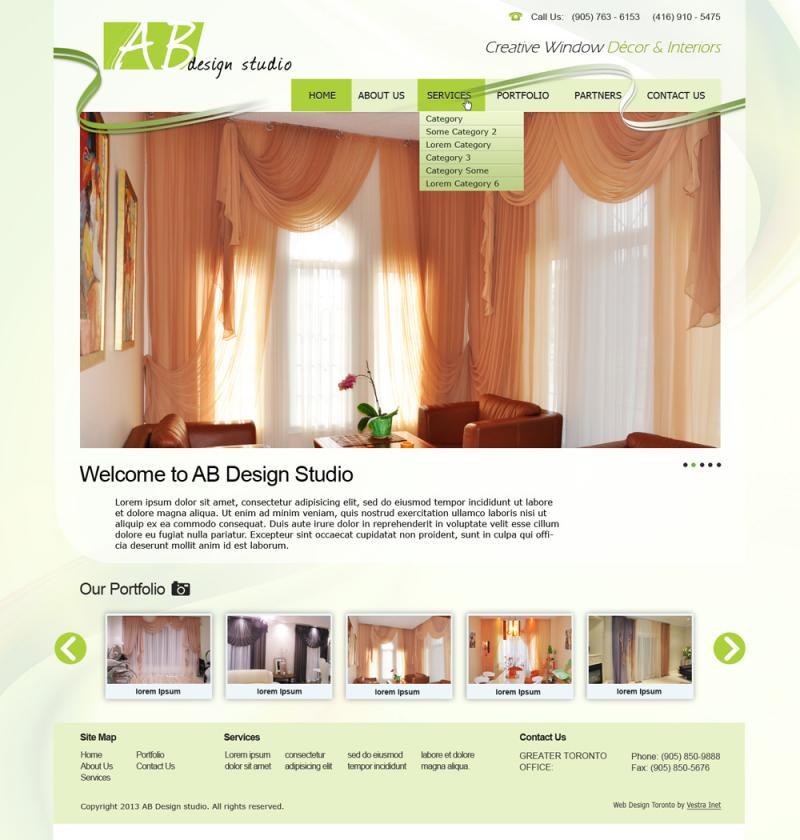 Call Us: (905) 763 - 6153 (416) 910 - 5475
AB
design studio
Creative Window Décor & Interiors
HOME ABOUT US SERVICES PORTFOLIO PARTNERS CONTACT US
Category
Some Category 2
Lorem Category
Category 3
Category Some
Lorem Category 6
Welcome to AB Design Studio
Lorem ipsum dolor sit amet, consectetur adipisicing elit, sed do eiusmod tempor incididunt ut labore
et dolore magna aliqua. Ut enim ad minim veniam, quis nostrud exercitation ullamco laboris nisi ut
aliquip ex ea commodo consequat. Duis aute irure dolor in reprehenderit in voluptate velit esse cillum
dolore eu fugiat nulla pariatur. Excepteur sint occaecat cupidatat non proident, sunt in culpa qui offi-
cia deserunt mollit anim id est laborum.
Our Portfolio
lorem Ipsum lorem Ipsum lorem Ipsum lorem Ipsum lorem Ipsum
Site Map Services Contact Us
Home Portfolio Lorem ipsum consectetur sed do eiusmod labore et dolore GREATER TORONTO Phone: (905) 850-9888
About Us Contact Us dolor sit amet adipisicing elit tempor incididunt magna aliqua. OFFICE: Fax: (905) 850-5676
Services
Copyright 2013 AB Design studio. All rights reserved. Web Design Toronto by Vestra Inet